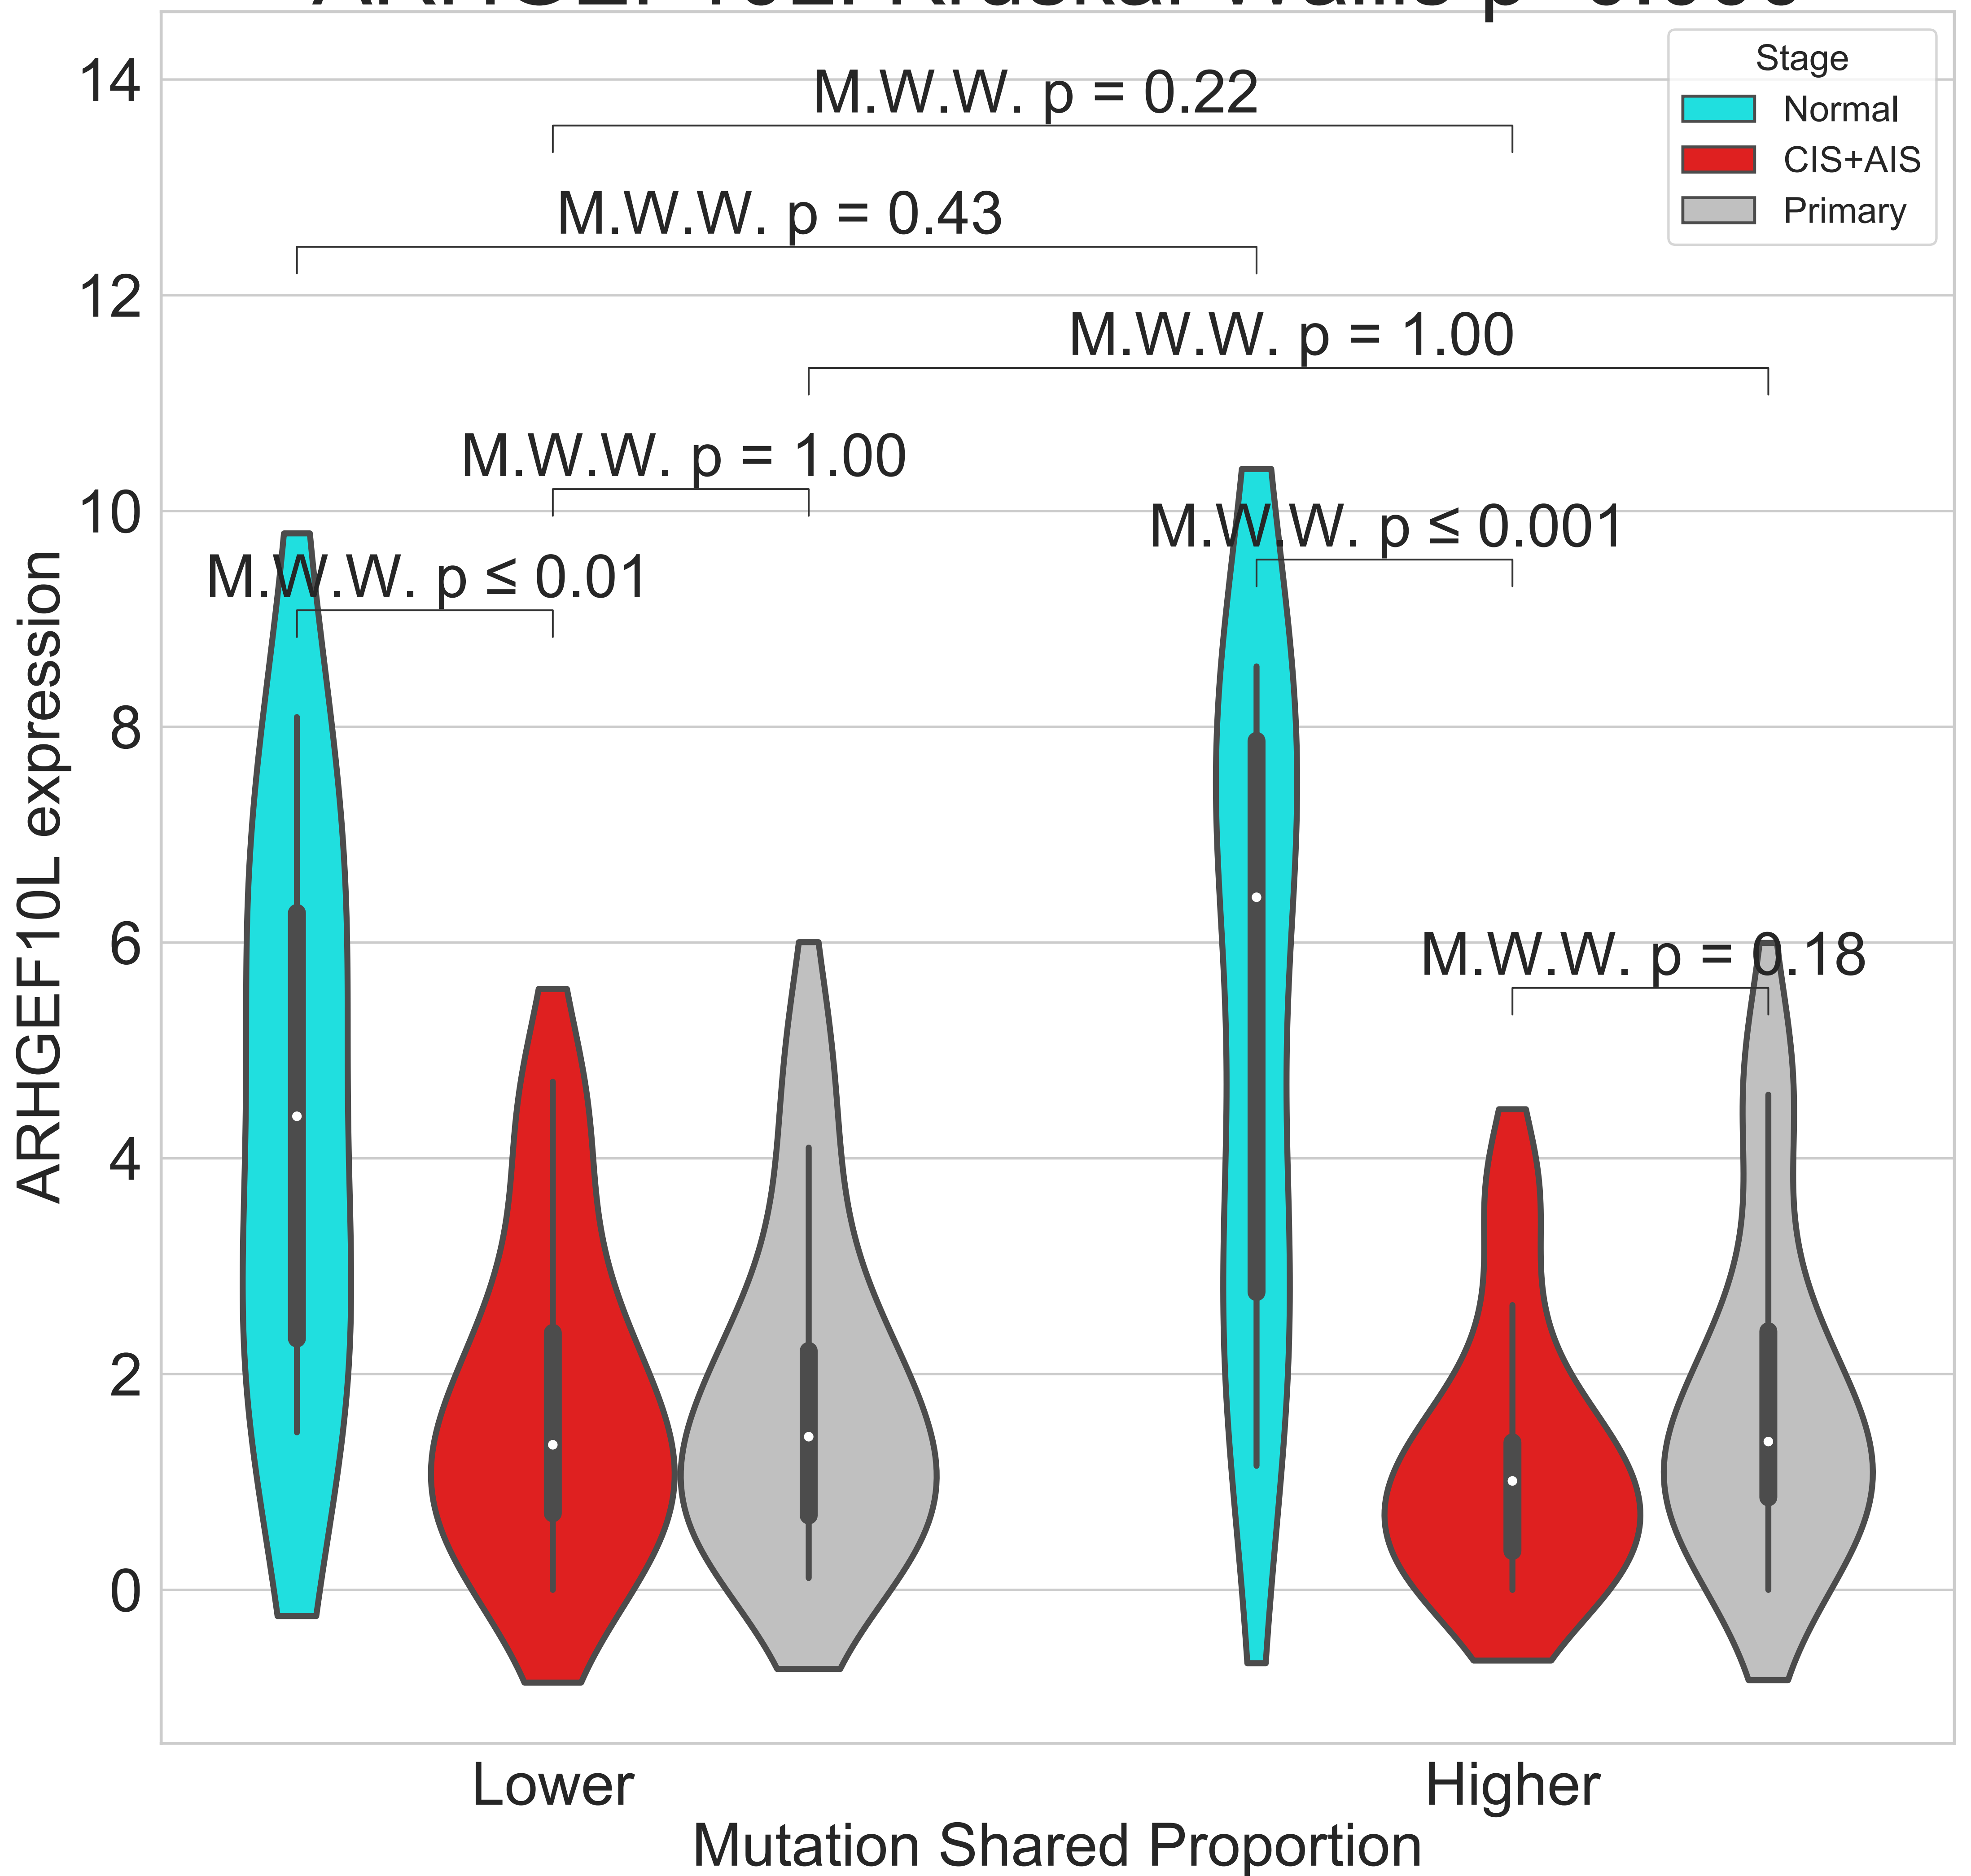 Stage
Normal
CIS+AIS
Primary
14
12
10
8
6
4
2
0
ARHGEF10L expression
M.W.W. p = 0.22
M.W.W. p = 0.43
M.W.W. p = 1.00
M.W.W. p = 1.00
M.W.W. p ≤ 0.001
M.W.W. p ≤ 0.01
M.W.W. p = 0.18
Lower
Higher
Mutation Shared Proportion